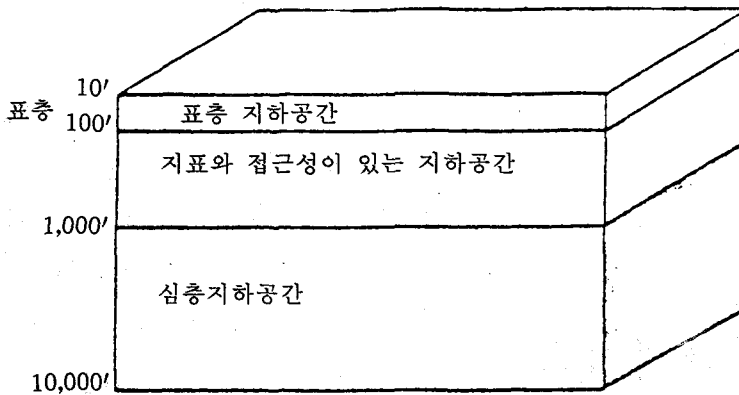 10′
표층 표층 지하공간
100′
지표와 접근성이 있는 지하공간
1,000′
심층지하공간
10,000′